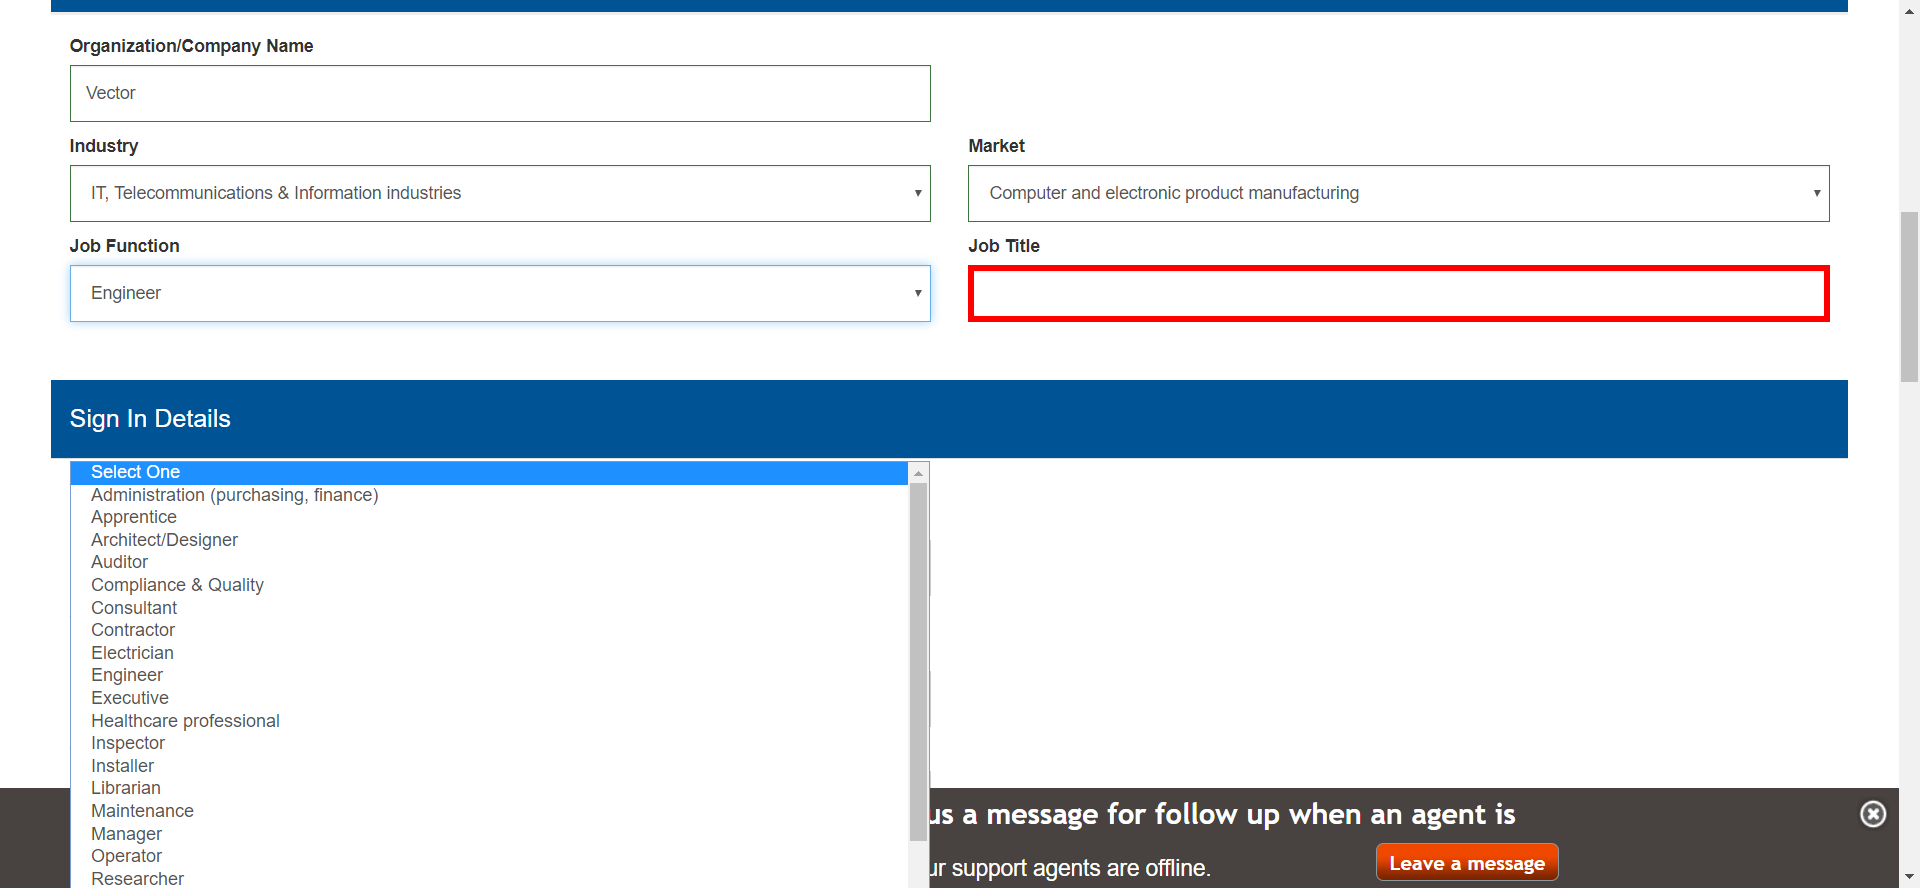 Organization/Company Name
Vector
Industry
Market
IT, Telecommunications & Information industries
Computer and electronic product manufacturing
Job Function
Job Title
Engineer
Sign In Details
Select One
Administration (purchasing, finance)
Apprentice
Architect/Designer
Auditor
Compliance & Quality
Consultant
Contractor
Electrician
Engineer
Executive
Healthcare professional
Inspector
Installer
Librarian
Maintenance
Manager
Operator
Researcher
us a message for follow up when an agent is
ur support agents are offline.
Leave a message